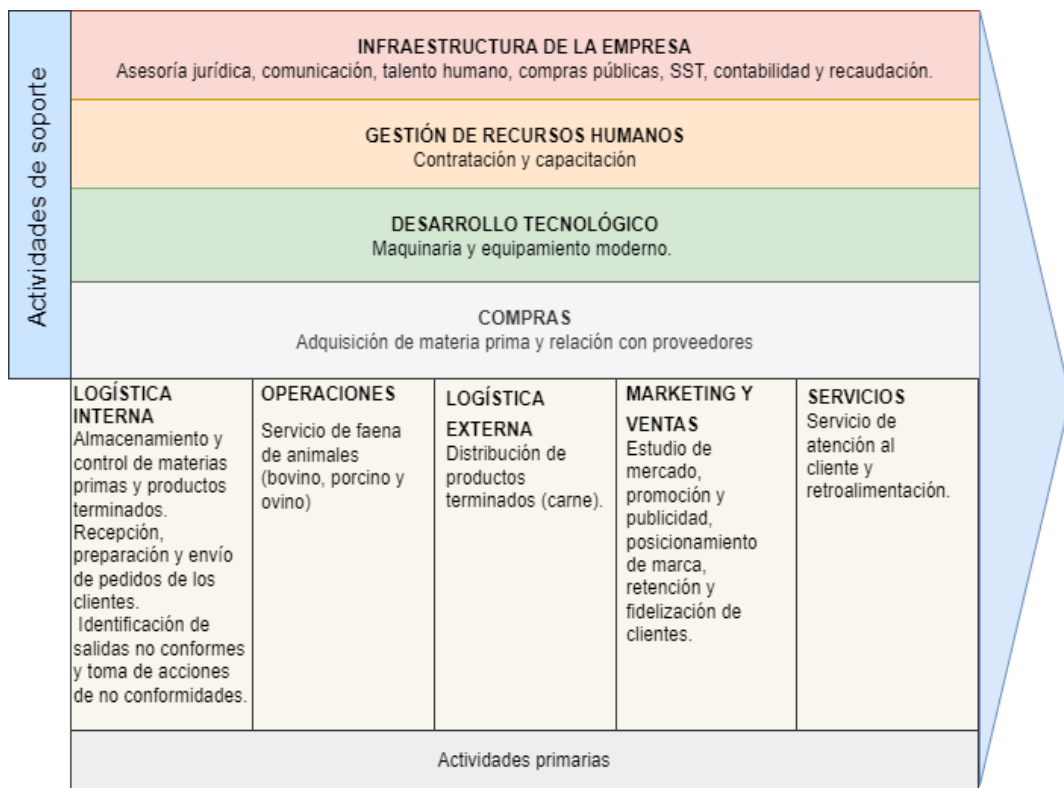 Actividades de soporte
INFRAESTRUCTURA DE LA EMPRESA
Asesoría jurídica, comunicación, talento humano, compras públicas, SST, contabilidad y recaudación.
GESTIÓN DE RECURSOS HUMANOS
Contratación y capacitación
DESARROLLO TECNOLÓGICO
Maquinaria y equipamiento moderno.
COMPRAS
Adquisición de materia prima y relación con proveedores
LOGÍSTICA
INTERNA
Almacenamiento y
control de materias
primas y productos
terminados.
Recepción,
preparación y envío
de pedidos de los
clientes.
Identificación de
salidas no conformes
y toma de acciones
de no conformidades.
OPERACIONES
Servicio de faena
de animales
(bovino, porcino y
ovino)
LOGÍSTICA
EXTERNA
Distribución de
productos
terminados (carne).
MARKETING Y
VENTAS
Estudio de
mercado,
promoción y
publicidad,
posicionamiento
de marca,
retención y
fidelización de
clientes.
SERVICIOS
Servicio de
atención al
cliente y
retroalimentación.
Actividades primarias